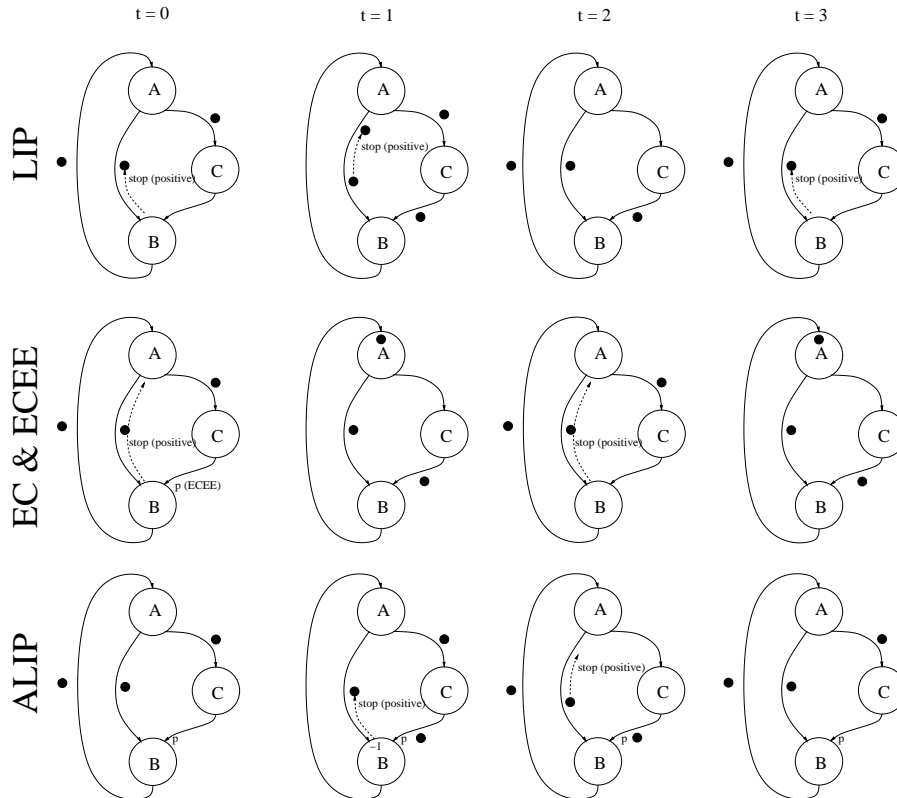 t = 0
t = 1
t = 2
t = 3
LIP
A
C
stop (positive)
B
A
C
stop (positive)
B
A
C
B
A
C
stop (positive)
B
EC & ECEE
A
C
stop (positive)
p (ECEE)
B
A
C
B
A
C
stop (positive)
B
A
C
B
ALIP
A
C
p
B
A
C
stop (positive)
−1
p
B
A
stop (positive)
C
p
B
A
C
p
B